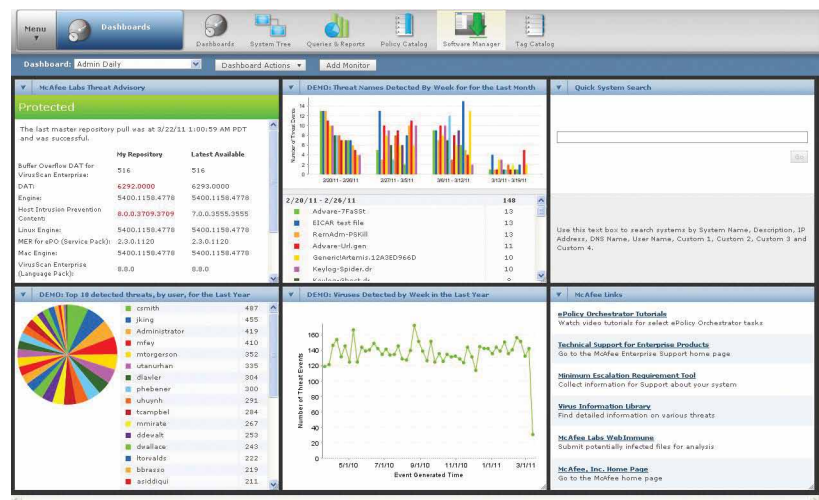 Menu
Dashboards
Dashboards
System Tree
Queries & Reports
Policy Catalog
Software Manager
Tag Catalog
Dashboard: Admin Daily
Dashboard Actions
Add Monitor
McAfee Labs Threat Advisory
Protected
The last master repository pull was at 3/22/11 1:00:59 AM PDT
and was successful.
My Repository Latest Available
Buffer Overflow DAT for
VirusScan Enterprise: 516 516
DAT: 6292.0000 6293.0000
Engine: 5400.1158.4778 5400.1158.4778
Host Intrusion Prevention
Content: 8.0.0.3709.3709 7.0.0.3555.3555
Linux Engine: 5400.1158.4778 5400.1158.4778
MER for ePO (Service Pack): 2.3.0.1120 2.3.0.1120
Mac Engine: 5400.1158.4778 5400.1158.4778
VirusScan Enterprise
(Language Pack): 8.8.0 8.8.0
DEMO: Threat Names Detected By Week for for the Last Month
Number of Threat Events
14
12
10
8
6
4
2
0
2/20/11 - 2/26/11
2/27/11 - 3/5/11
3/6/11 - 3/12/11
3/13/11 - 3/19/11
2/20/11 - 2/26/11 148
Adware-7FaSSt 13
EICAR test file 13
RemAdm-PSKill 13
Adware-Url.gen 11
Generic!Artemis.12A3ED966D 10
Keylog-Spider.dr 10
Keylog-Ghost.dr 9
Quick System Search
Go
Use this text box to search systems by System Name, Description, IP
Address, DNS Name, User Name, Custom 1, Custom 2, Custom 3 and
Custom 4.
DEMO: Top 10 detected threats, by user, for the Last Year
csmith 487
jking 455
Administrator 419
mfey 410
mtorgerson 352
utanurhan 335
dlawler 304
phebener 300
uhuynh 291
tcampbel 284
mmirate 267
ddevalt 253
dwallace 243
ltorvalds 222
bbrasso 219
asiddiqui 211
DEMO: Viruses Detected by Week in the Last Year
Number of Threat Events
160
140
120
100
80
60
40
20
0
5/1/10
7/1/10
9/1/10
11/1/10
1/1/11
3/1/11
Event Generated Time
McAfee Links
ePolicy Orchestrator Tutorials
Watch video tutorials for select ePolicy Orchestrator tasks
Technical Support for Enterprise Products
Go to the McAfee Enterprise Support home page
Minimum Escalation Requirement Tool
Collect information for Support about your system
Virus Information Library
Find detailed information on various threats
McAfee Labs WebImmune
Submit potentially infected files for analysis
McAfee, Inc. Home Page
Go to the McAfee home page